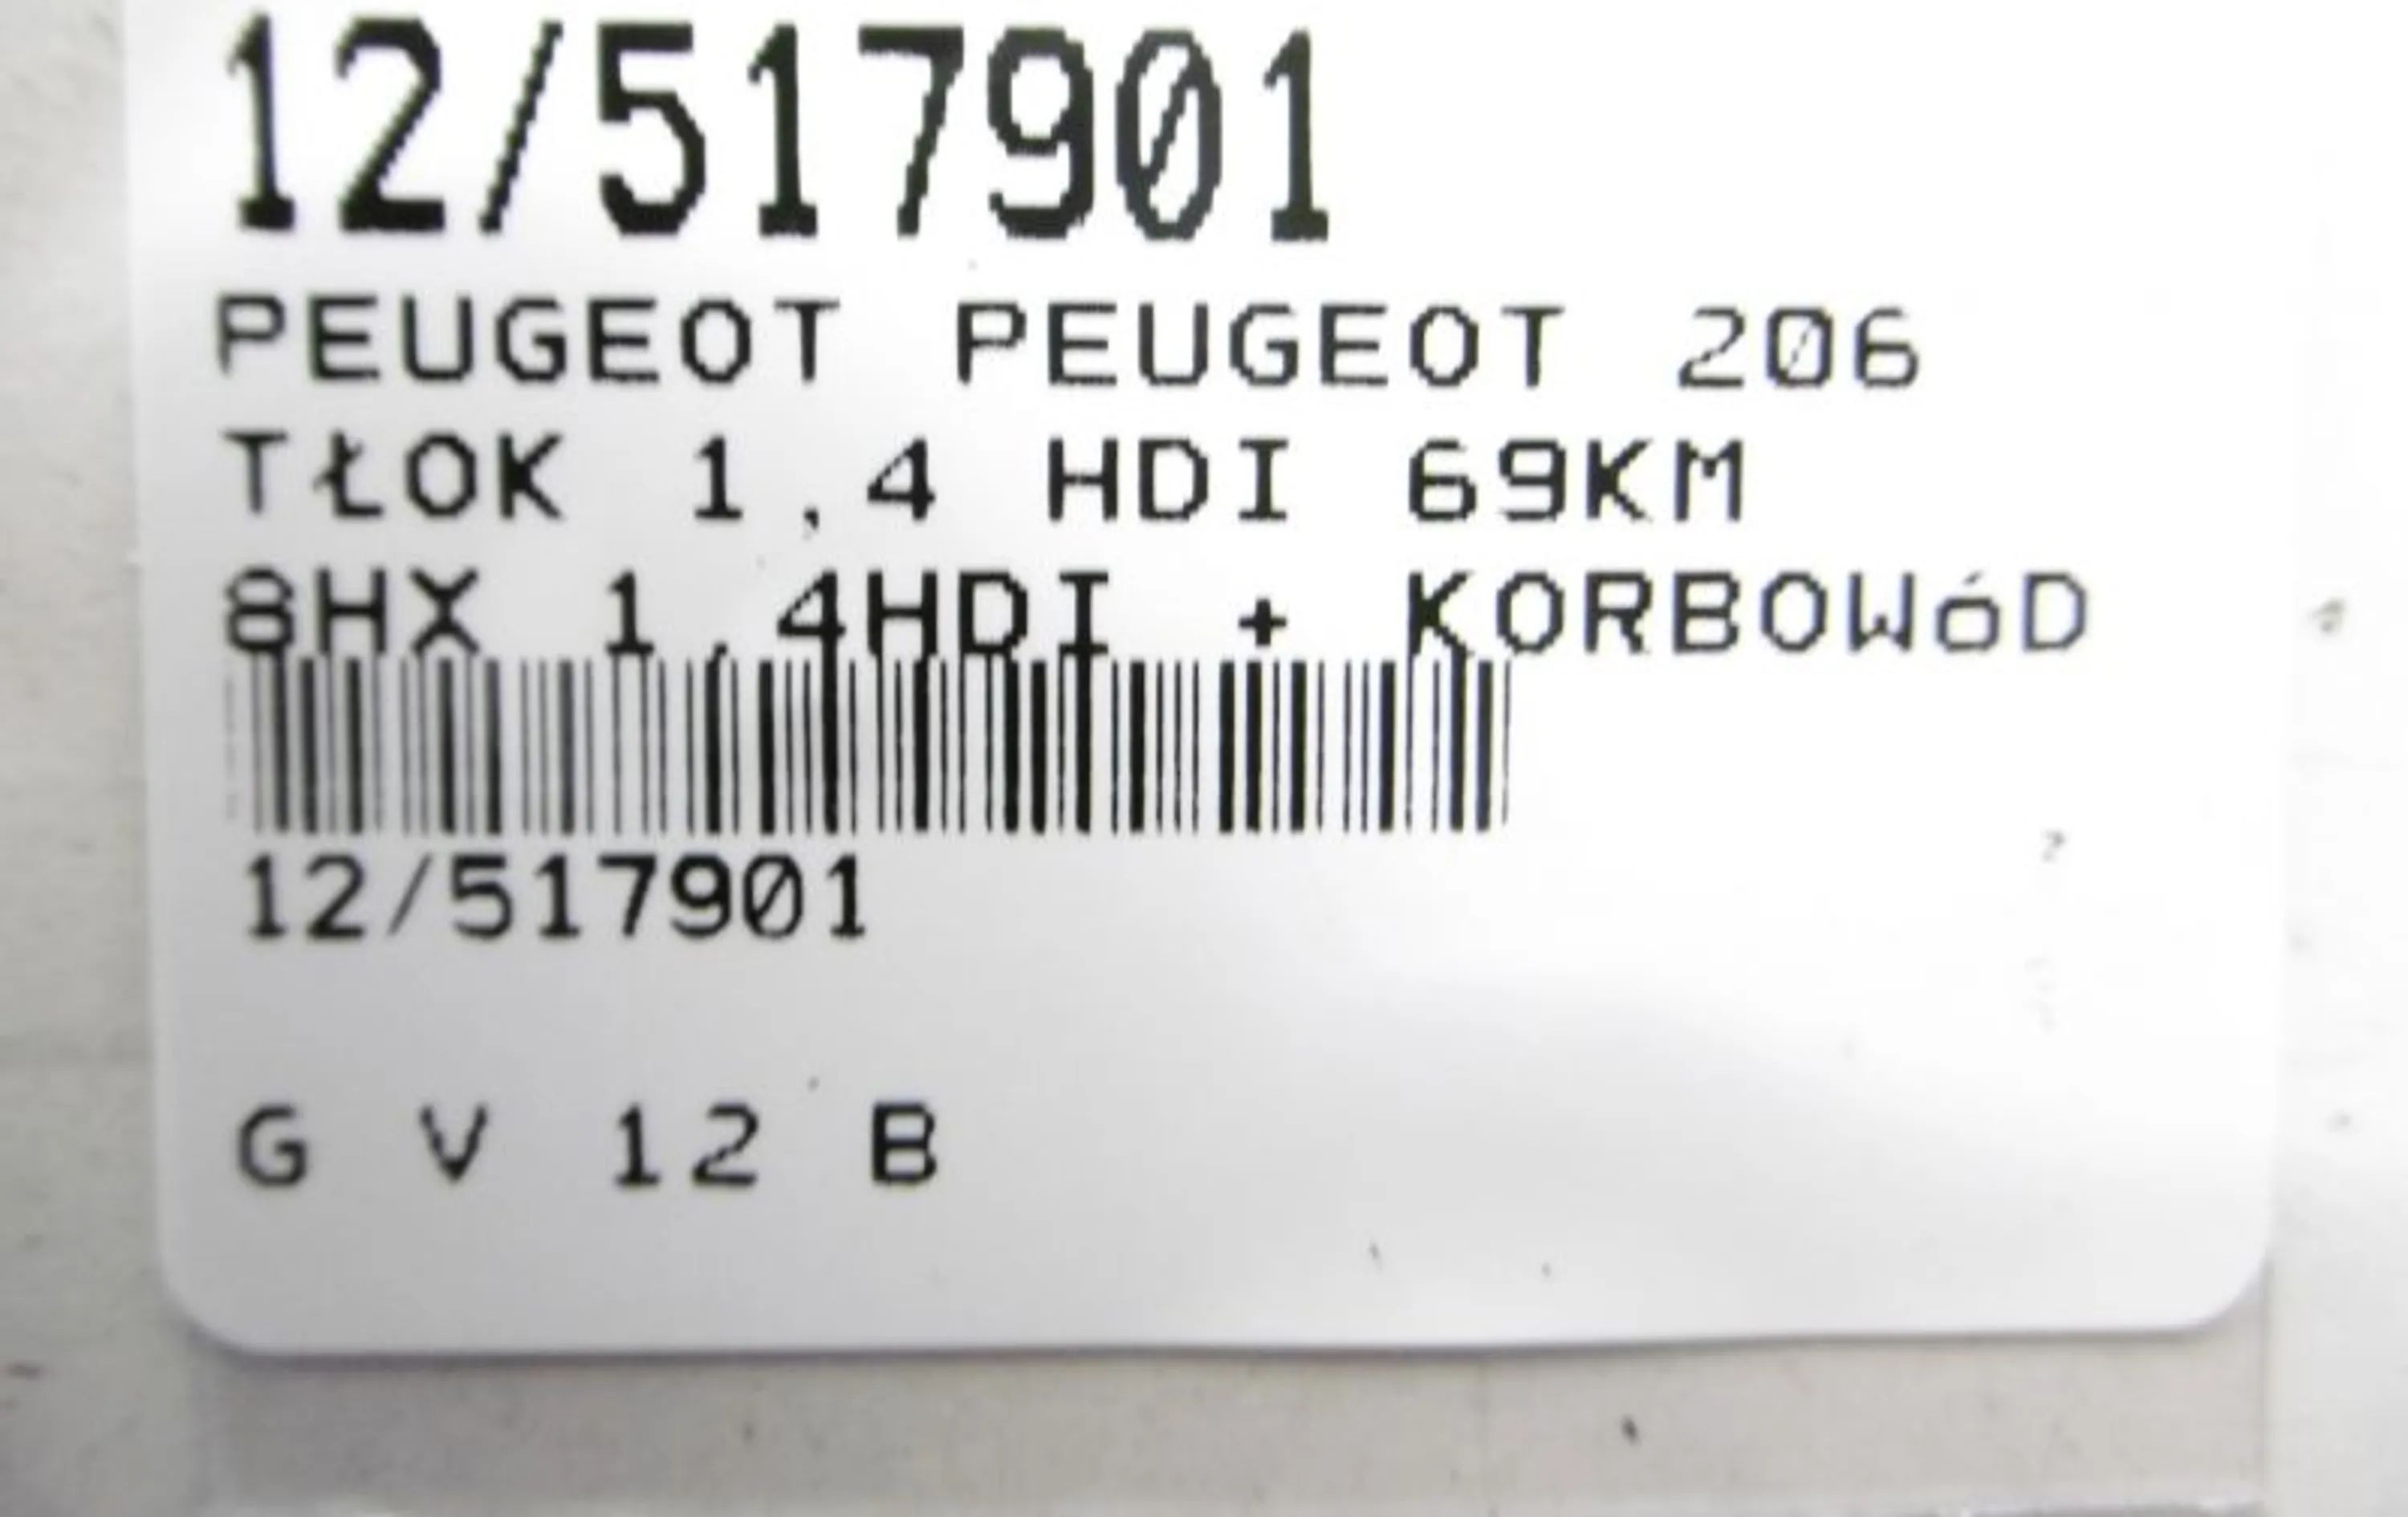 12/517901
PEUGEOT PEUGEOT 206
TŁOK 1,4 HDI 69KM
8HX 1.4HDI + KORBOWóD
12/517901
G V 12 B